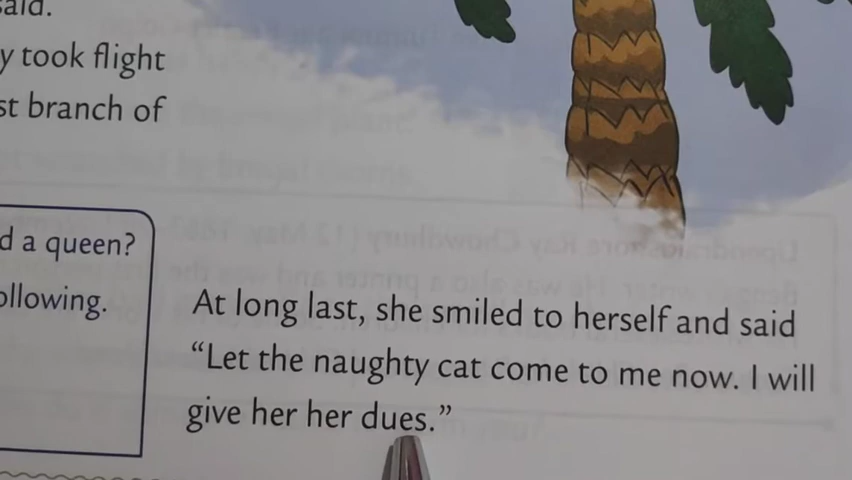 said.
y took flight
st branch of
d a queen?
ollowing.
At long last, she smiled to herself and said
“Let the naughty cat come to me now. I will
give her her dues.”